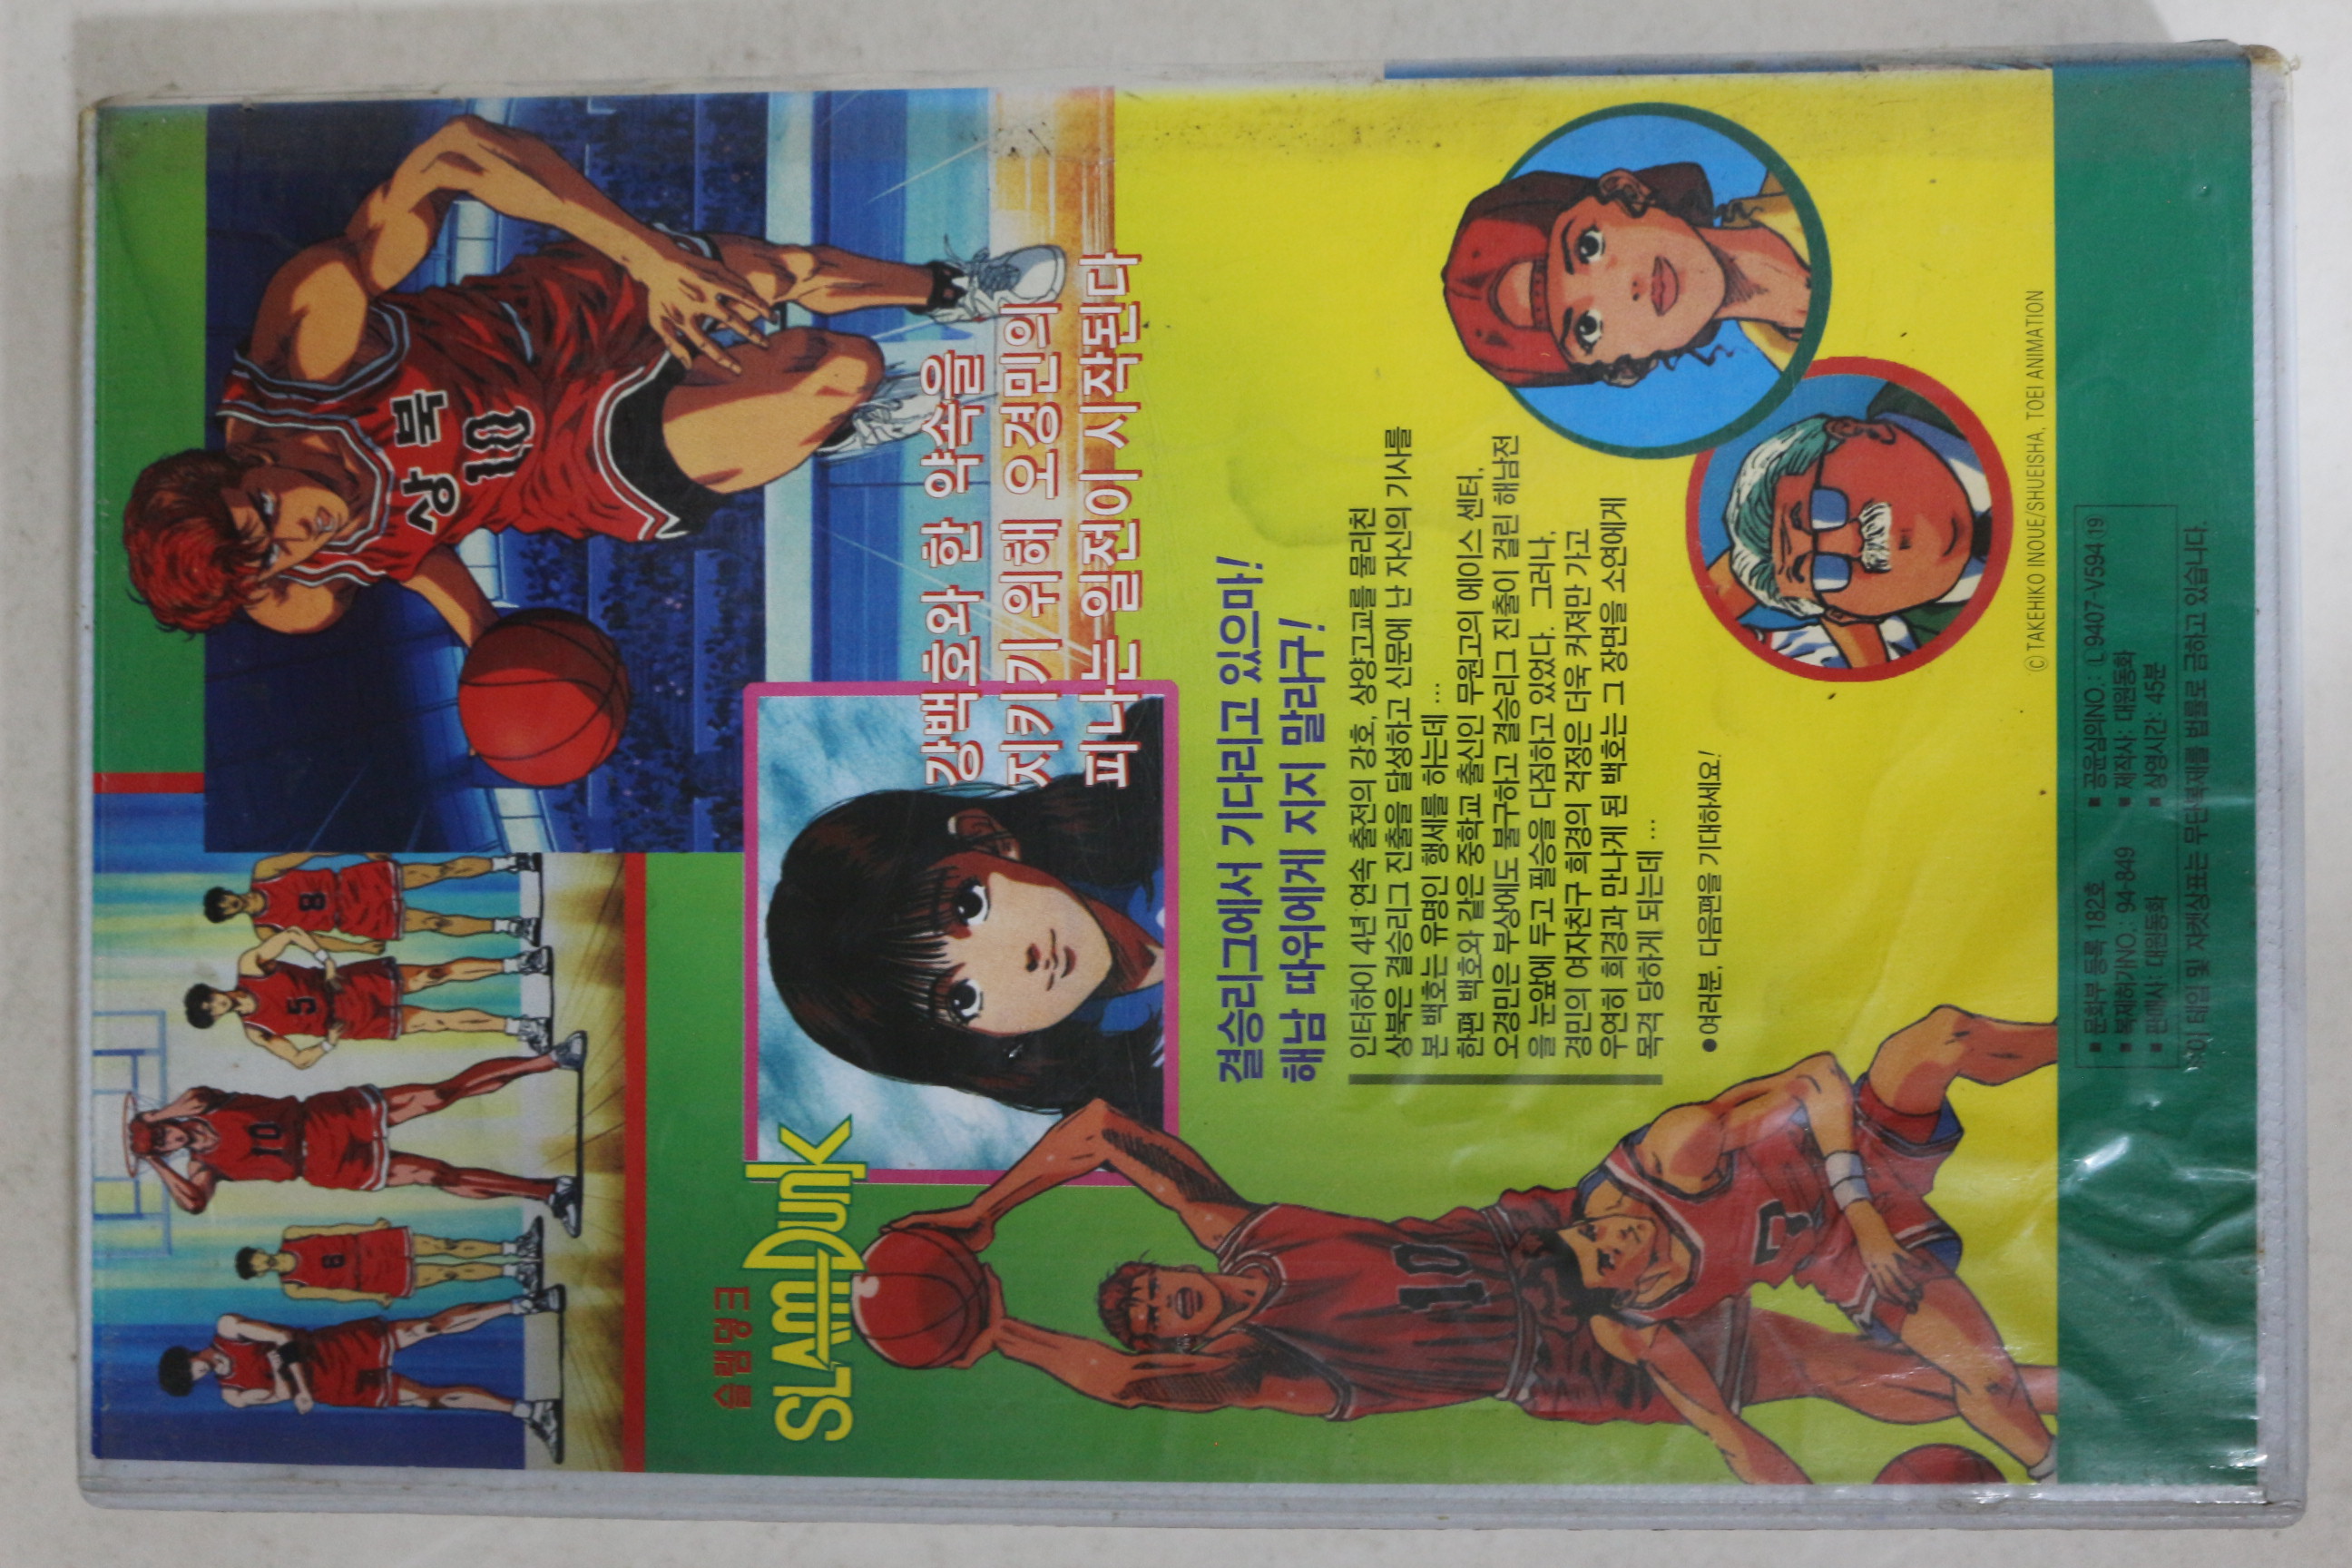 상북
10
8
5
10
6
강백호와 한 약속을
지키기 위해 오경민의
피나는 일전이 시작된다
슬램덩크
SLAM DUNK
결승리그에서 기다리고 있으마!
해남 따위에게 지지 말라구!
인터하이 4년 연속 출전의 강호, 상양고교를 물리친
상북은 결승리그 진출을 달성하고 신문에 난 자신의 기사를
본 백호는 유명인 행세를 하는데…
한편 백호와 같은 중학교 출신인 무원고의 에이스 센터,
오경민은 부상에도 불구하고 결승리그 진출이 걸린 해남전
을 눈앞에 두고 필승을 다짐하고 있었다. 그러나,
경민의 여자친구 희경의 걱정은 더욱 커져만 가고
우연히 희경과 만나게 된 백호는 그 장면을 소연에게
목격 당하게 되는데…
●여러분, 다음편을 기대하세요!
10
7
©TAKEHIKO INOUE/SHUEISHA, TOEI ANIMATION
■ 문화부 등록 182호 ■ 공윤심의NO.: L9407-V594⑲
■ 복제허가NO.: 94-849 ■ 제작사: 대원동화
■ 판매사: 대원동화 ■ 상영시간: 45분
※이 테입 및 자켓상표는 무단복제를 법률로 금하고 있습니다.